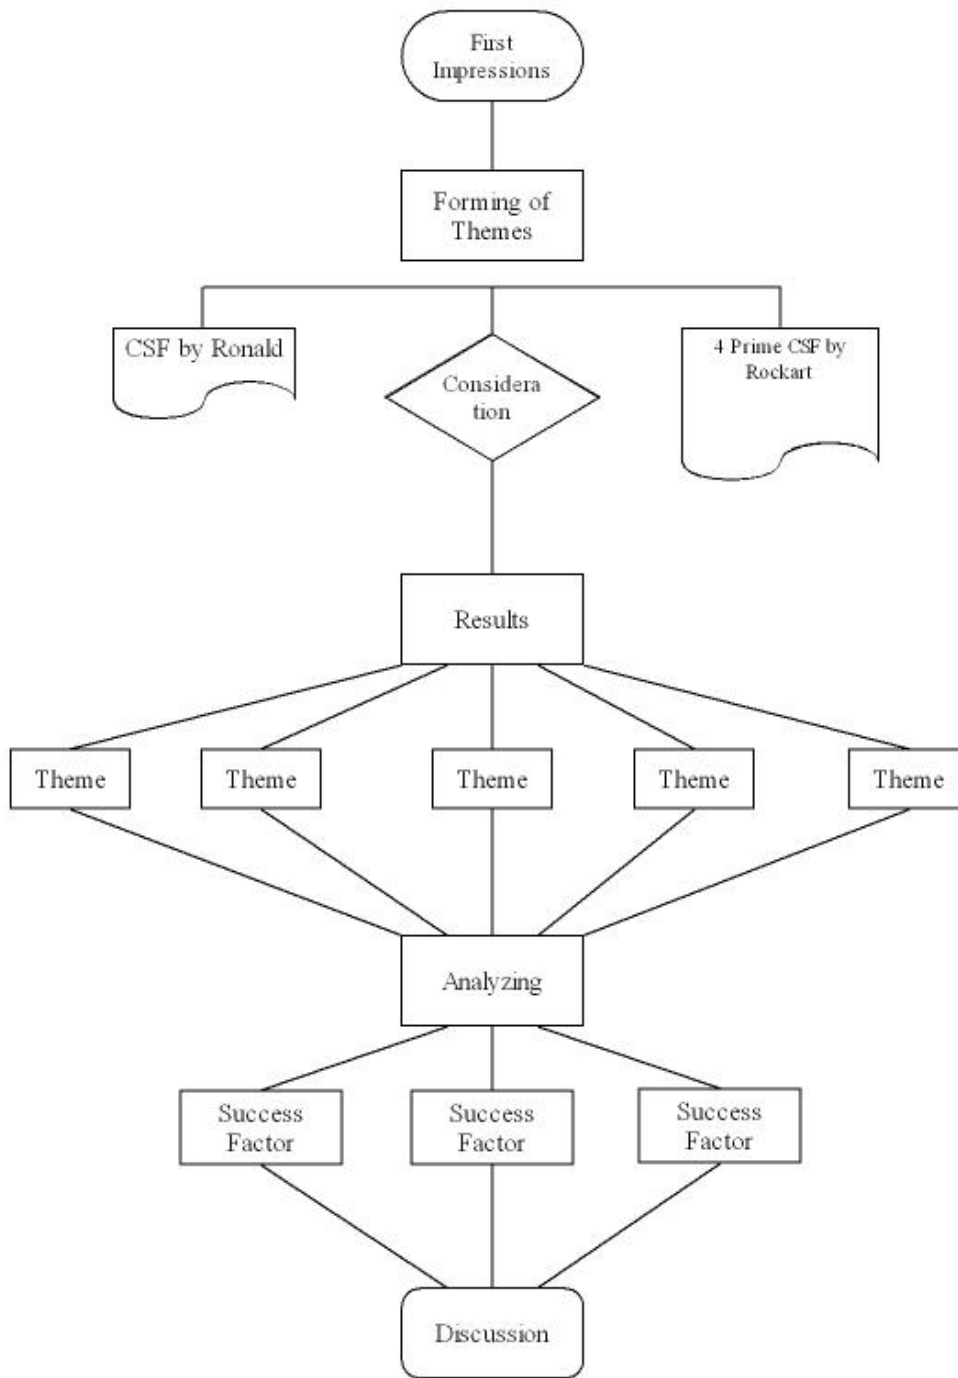 First
Impressions
Forming of
Themes
CSF by Ronald
Considera
tion
4 Prime CSF by
Rockart
Results
Theme
Theme
Theme
Theme
Theme
Analyzing
Success
Factor
Success
Factor
Success
Factor
Discussion